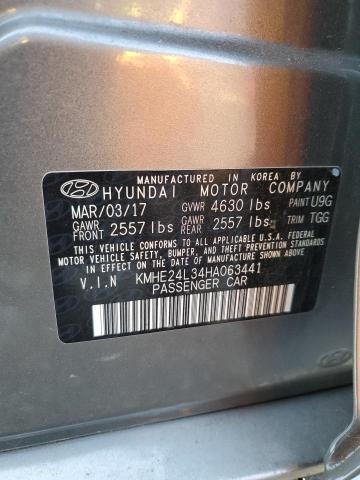 MANUFACTURED IN KOREA BY
HYUNDAI MOTOR COMPANY
MAR/03/17 GVWR 4630 lbs PAINT U9G
GAWR FRONT 2557 lbs GAWR REAR 2557 lbs TRIM TGG
THIS VEHICLE CONFORMS TO ALL APPLICABLE U.S.A. FEDERAL
MOTOR VEHICLE SAFETY, BUMPER, AND THEFT PREVENTION STANDARDS
IN EFFECT ON THE DATE OF MANUFACTURE SHOWN ABOVE.
V.I.N KMHE24L34HA063441
PASSENGER CAR